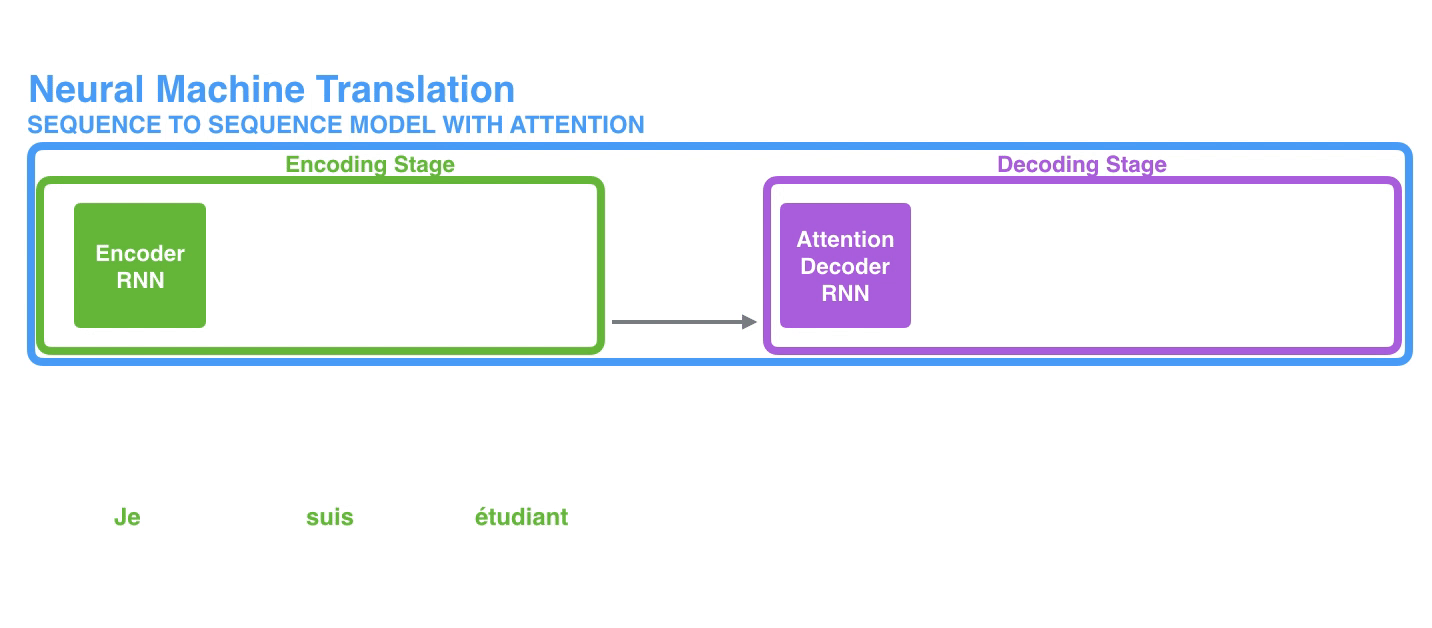 Neural Machine Translation
SEQUENCE TO SEQUENCE MODEL WITH ATTENTION
Encoding Stage
Decoding Stage
Encoder
RNN
Attention
Decoder
RNN
Je
suis
étudiant